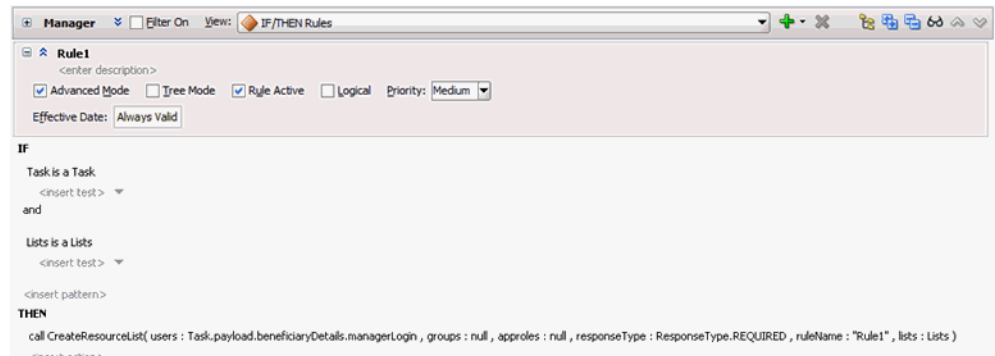 Manager Filter On View: IF/THEN Rules
Rule1
<enter description>
Advanced Mode Tree Mode Rule Active Logical Priority: Medium
Effective Date: Always Valid
IF
Task is a Task
<insert test>
and
Lists is a Lists
<insert test>
<insert pattern>
THEN
call CreateResourceList( users : Task.payload.beneficiaryDetails.managerLogin , groups : null , approles : null , responseType : ResponseType.REQUIRED , ruleName : "Rule1" , lists : Lists )